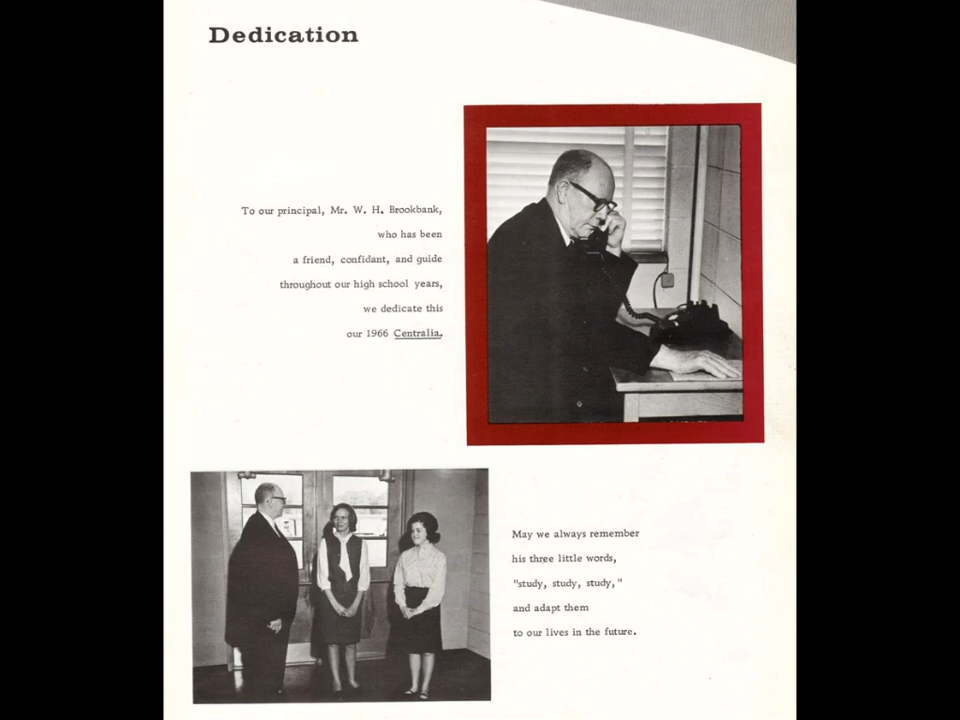 Dedication
To our principal, Mr. W. H. Brookbank,
who has been
a friend, confidant, and guide
throughout our high school years,
we dedicate this
our 1966 Centralia.
May we always remember
his three little words,
"study, study, study,"
and adapt them
to our lives in the future.